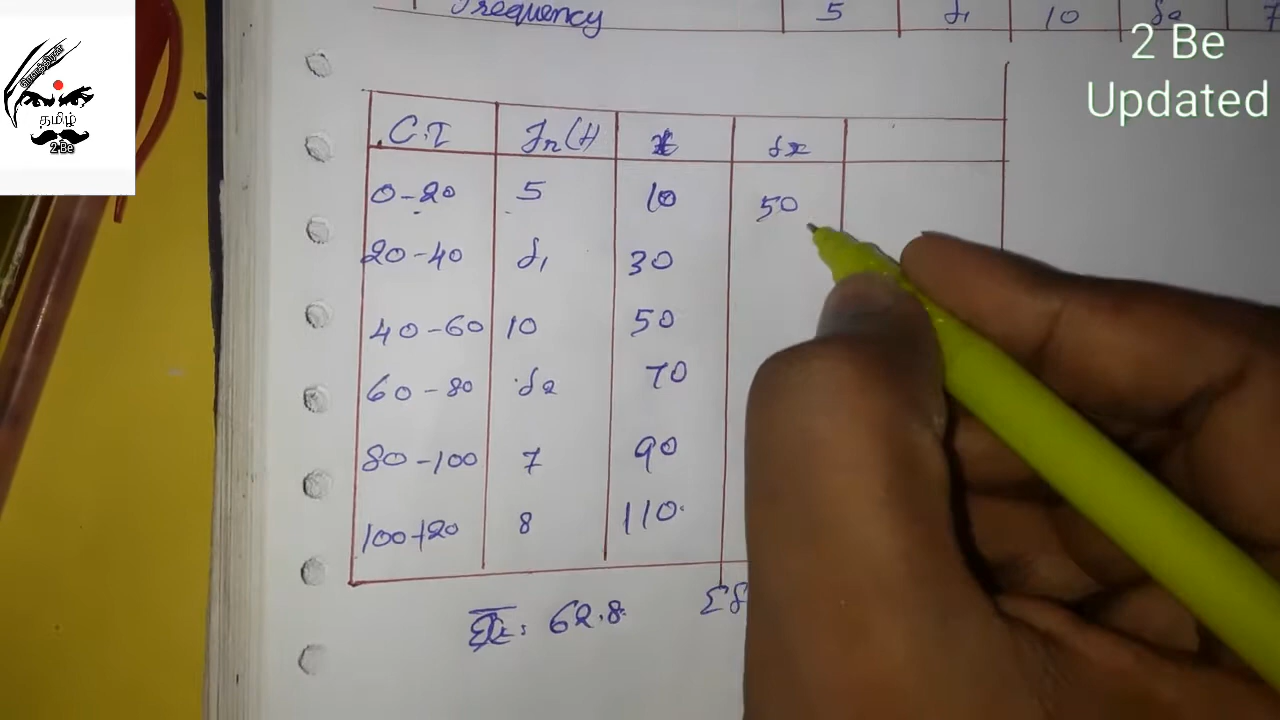 Frequency 5 f1 10 f2 7
2 Be
Updated
தமிழ்
2 Be
C.I x fx
0-20 5 10 50
20-40 f1 30
40-60 10 50
60-80 f2 70
80-100 7 90
100-120 8 110
62.8 Σf